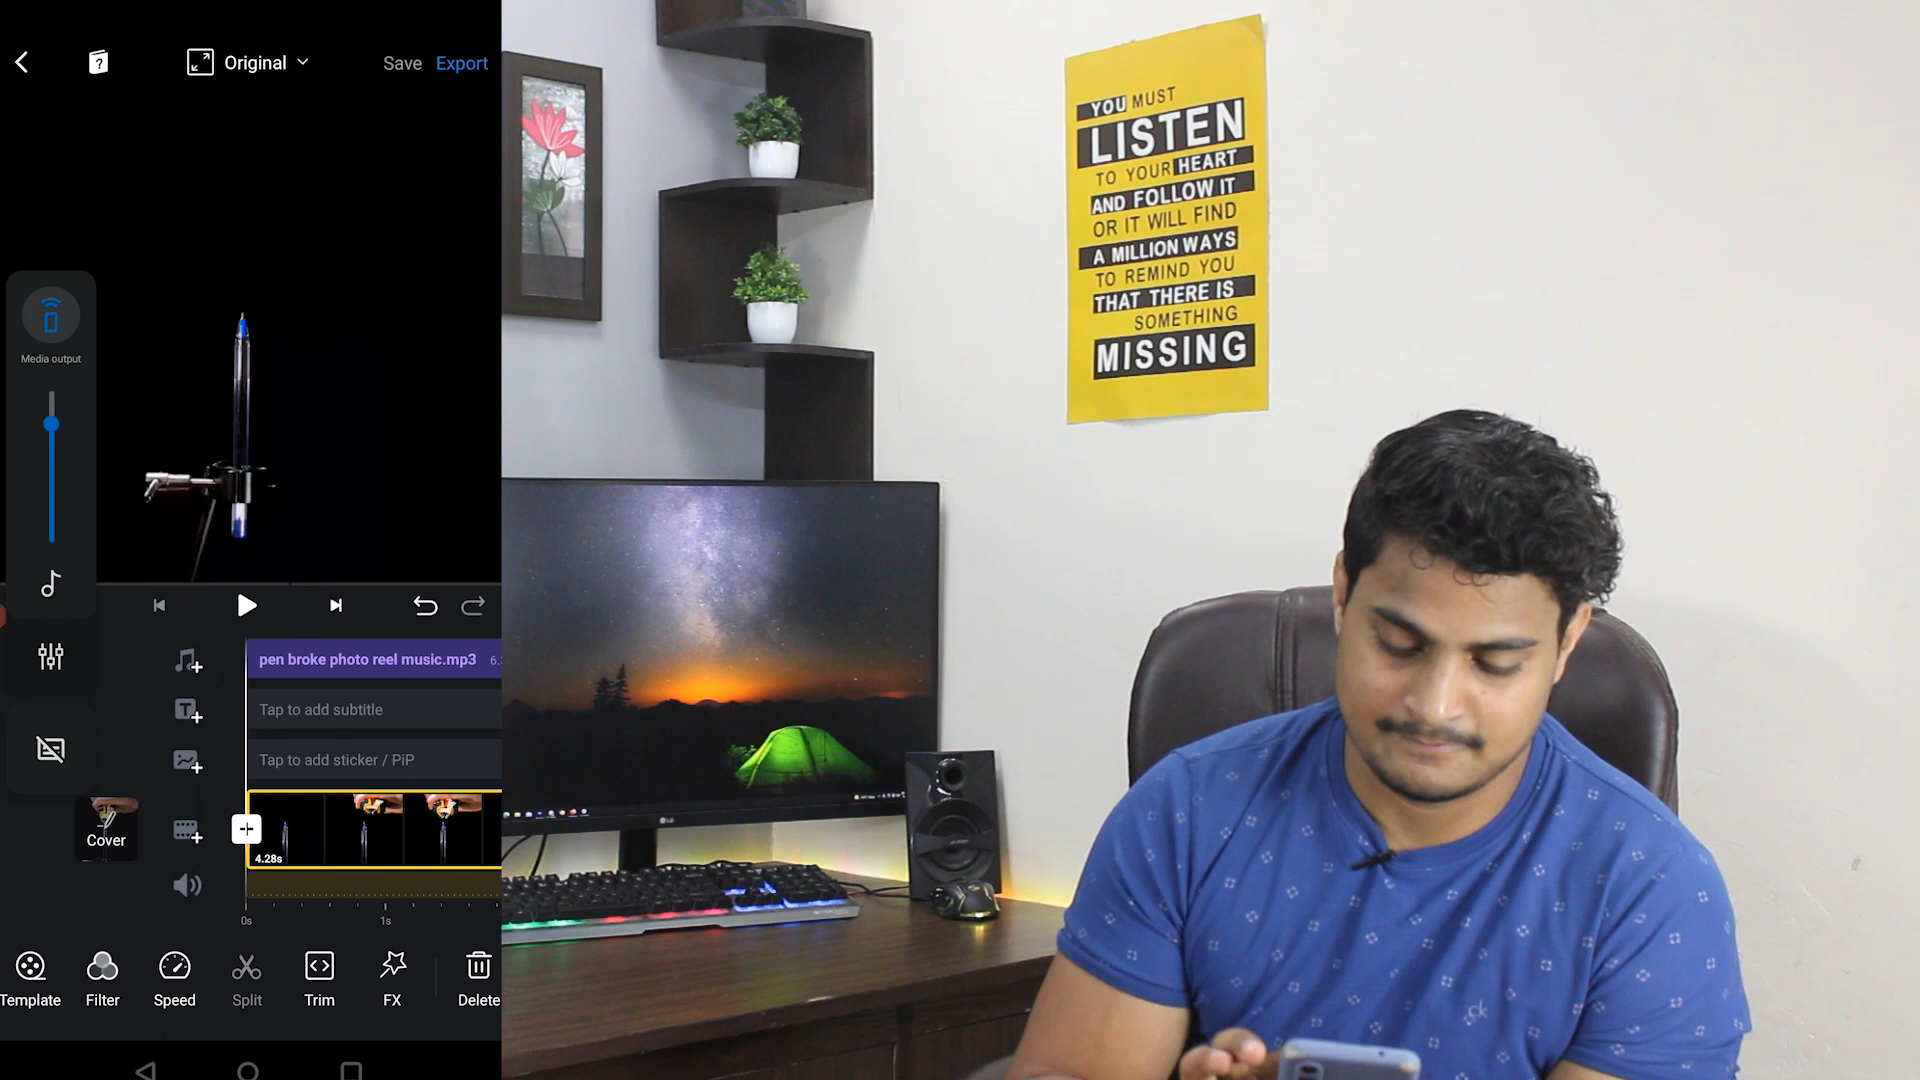 Original
Save
Export
Media output
pen broke photo reel music.mp3
Tap to add subtitle
Tap to add sticker / PiP
Cover
4.28s
0s
1s
Template
Filter
Speed
Split
Trim
FX
Delete
YOU MUST
LISTEN
TO YOUR HEART
AND FOLLOW IT
OR IT WILL FIND
A MILLION WAYS
TO REMIND YOU
THAT THERE IS
SOMETHING
MISSING
LG
ck